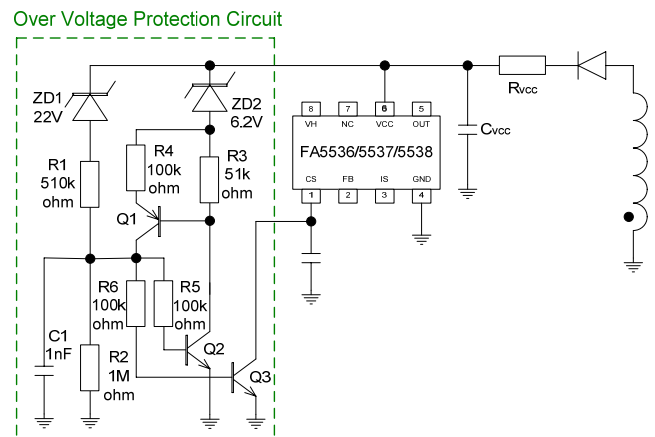 Over Voltage Protection Circuit
ZD1
22V
ZD2
6.2V
R1
510k
ohm
R4
100k
ohm
R3
51k
ohm
Q1
R6
100k
ohm
R5
100k
ohm
C1
1nF
R2
1M
ohm
Q2
Q3
8 7 6 5
VH NC VCC OUT
FA5536/5537/5538
CS FB IS GND
1 2 3 4
CVCC
RVCC